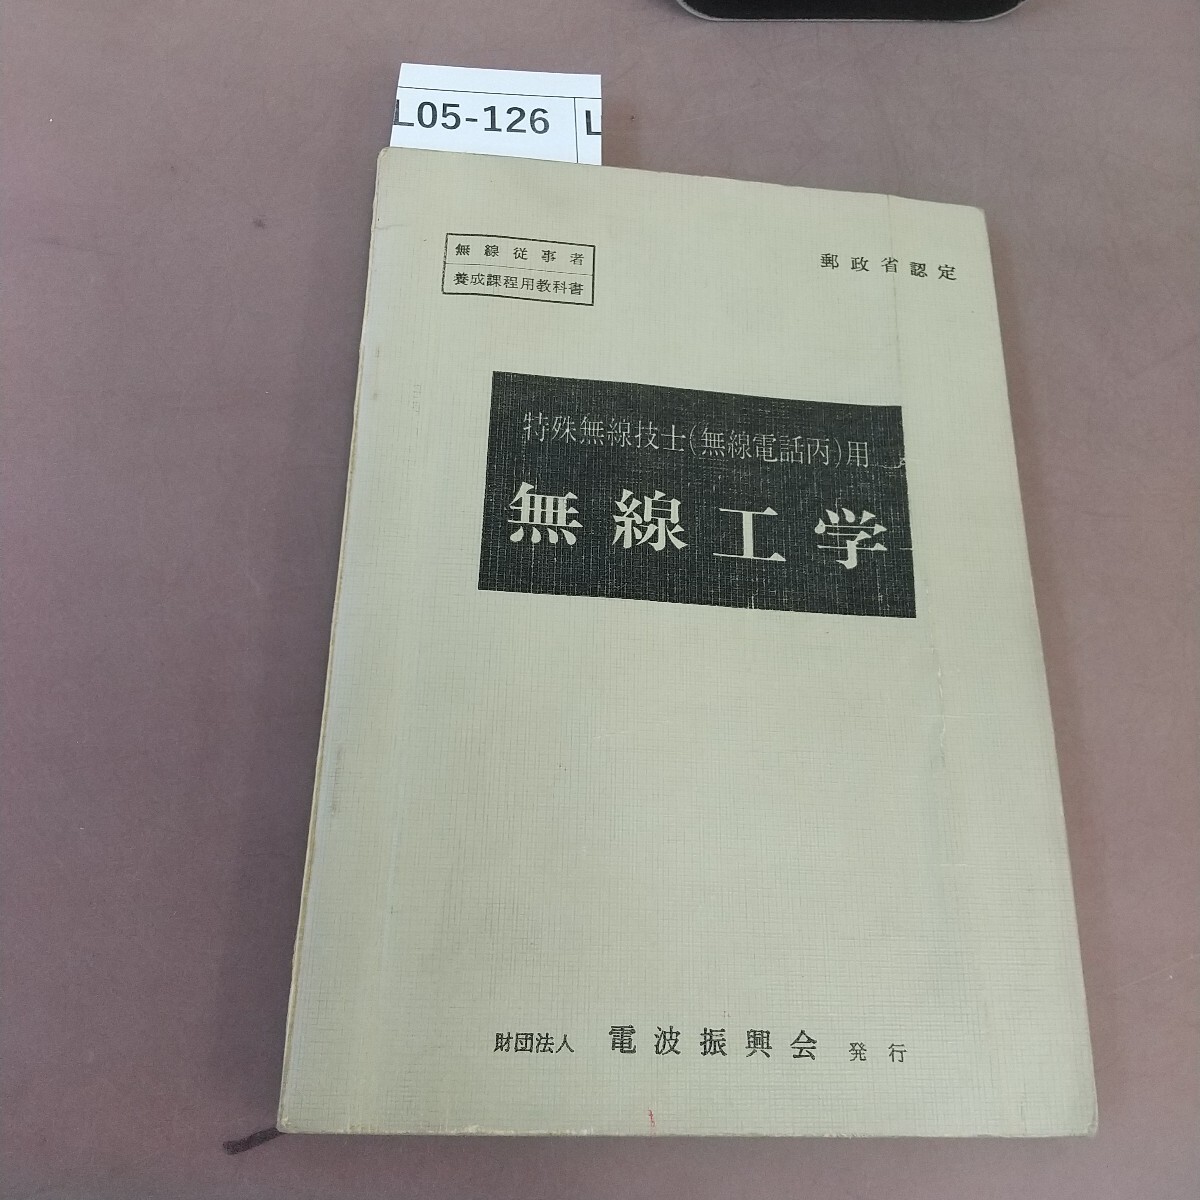 L05-126 L
無線従事者
養成課程用教科書
郵政省認定
特殊無線技士(無線電話丙)用
無線工学
財団法人 電波振興会 発行